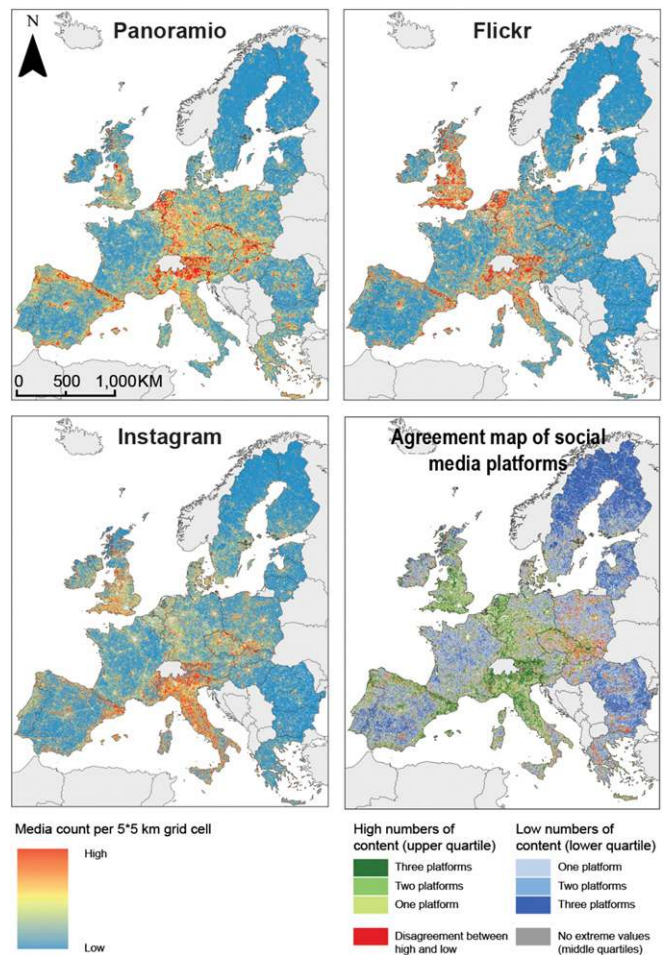 N
Panoramio
Flickr
0 500 1,000KM
Instagram
Agreement map of social
media platforms
Media count per 5*5 km grid cell
High
Low
High numbers of
content (upper quartile)
Three platforms
Two platforms
One platform
Disagreement between
high and low
Low numbers of
content (lower quartile)
One platform
Two platforms
Three platforms
No extreme values
(middle quartiles)